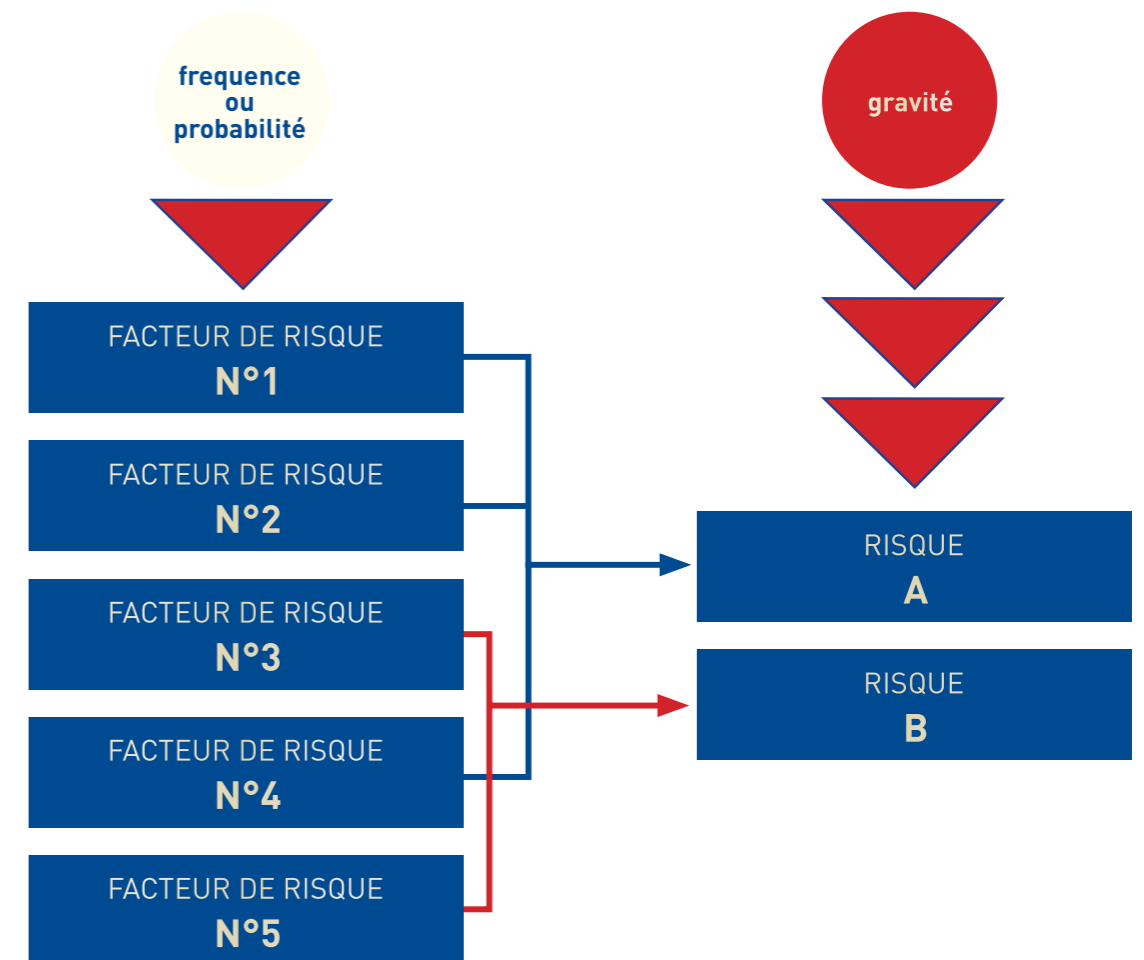 frequence
ou
probabilité
gravité
FACTEUR DE RISQUE
N°1
FACTEUR DE RISQUE
N°2
FACTEUR DE RISQUE
N°3
FACTEUR DE RISQUE
N°4
FACTEUR DE RISQUE
N°5
RISQUE
A
RISQUE
B